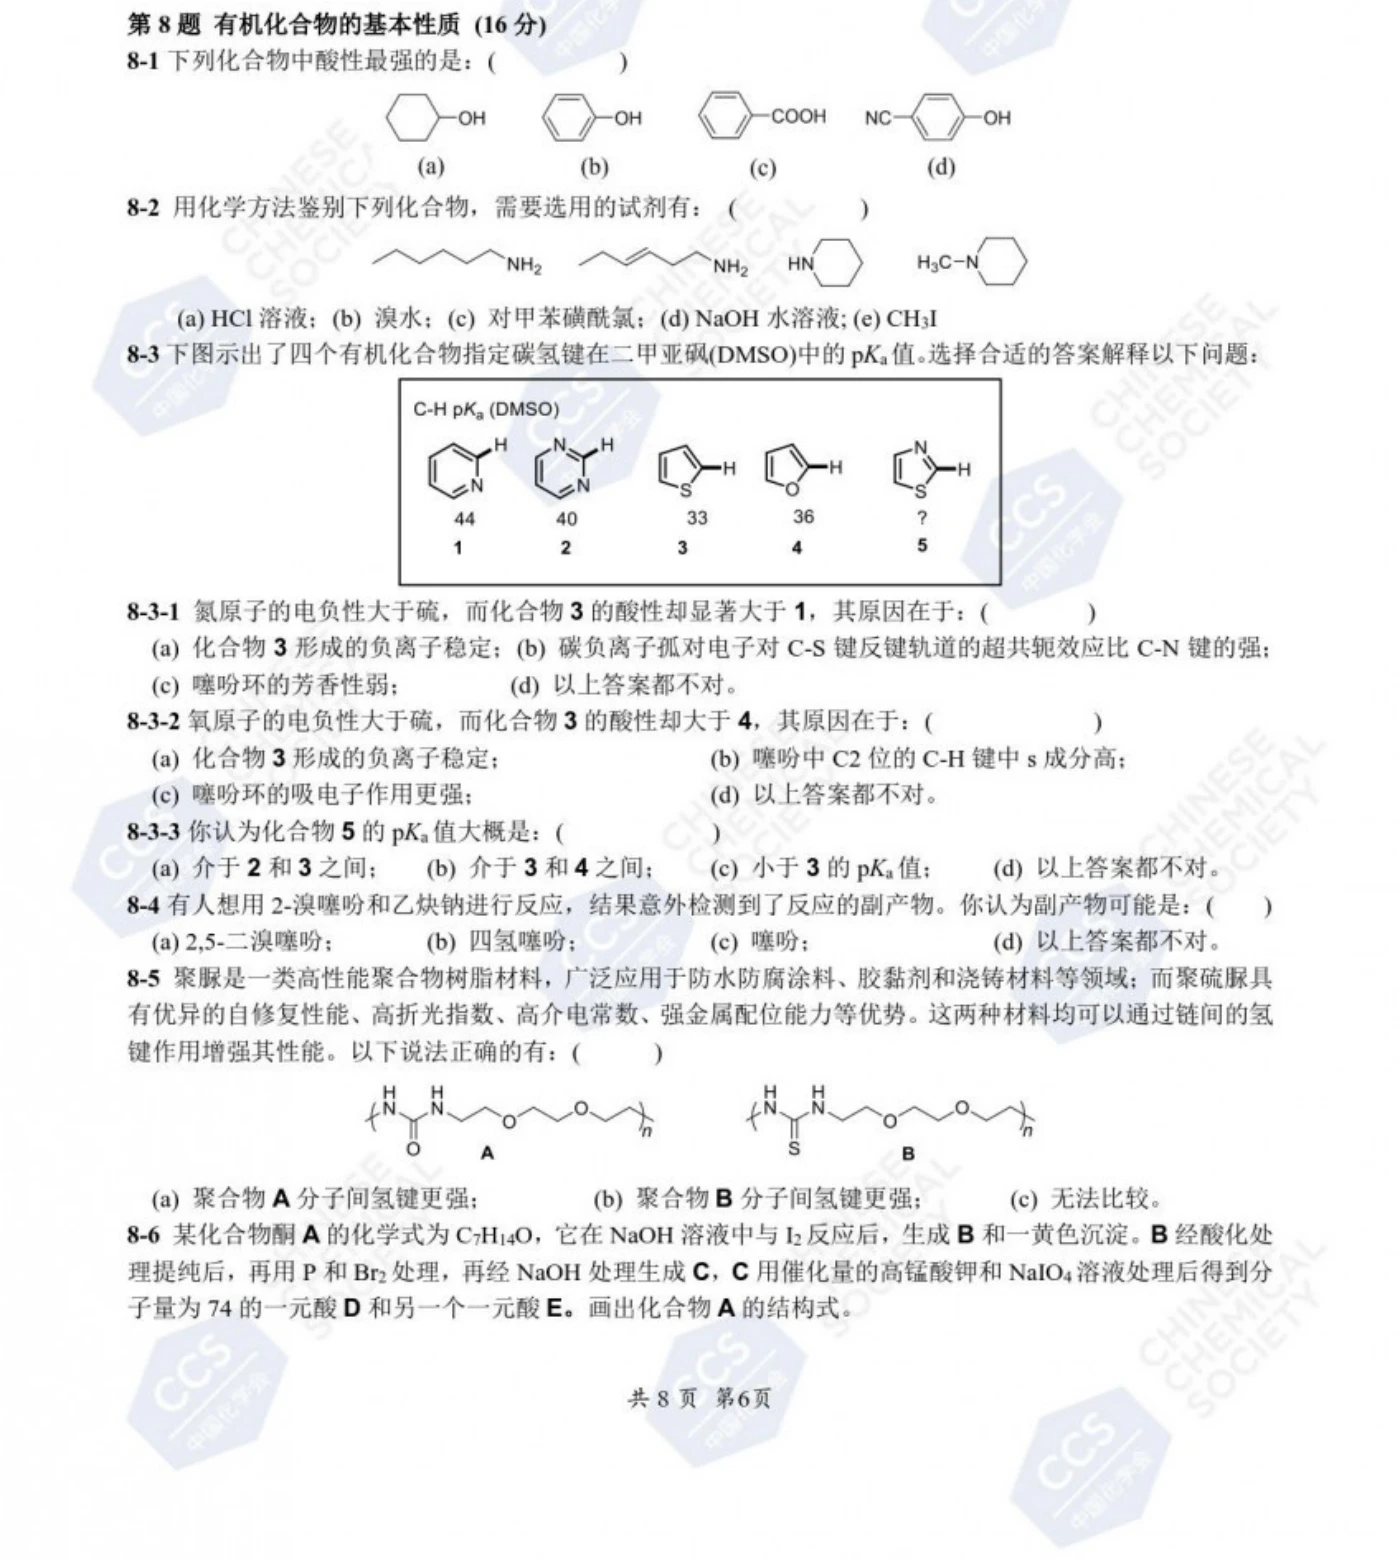 第 8 题 有机化合物的基本性质 (16 分)
8-1 下列化合物中酸性最强的是：( )
OH OH COOH NC OH
(a) (b) (c) (d)
8-2 用化学方法鉴别下列化合物，需要选用的试剂有： ( )
NH₂ NH₂ HN H₃C-N
(a) HCl 溶液；(b) 溴水；(c) 对甲苯磺酰氯；(d) NaOH 水溶液; (e) CH₃I
8-3 下图示出了四个有机化合物指定碳氢键在二甲亚砜(DMSO)中的 pKₐ 值。选择合适的答案解释以下问题：
C-H pKₐ (DMSO)
H N H N H
N N S H O H S
44 40 33 36 ?
1 2 3 4 5
8-3-1 氮原子的电负性大于硫，而化合物 3 的酸性却显著大于 1，其原因在于：( )
(a) 化合物 3 形成的负离子稳定；(b) 碳负离子孤对电子对 C-S 键反键轨道的超共轭效应比 C-N 键的强；
(c) 噻吩环的芳香性弱； (d) 以上答案都不对。
8-3-2 氧原子的电负性大于硫，而化合物 3 的酸性却大于 4，其原因在于：( )
(a) 化合物 3 形成的负离子稳定； (b) 噻吩中 C2 位的 C-H 键中 s 成分高；
(c) 噻吩环的吸电子作用更强； (d) 以上答案都不对。
8-3-3 你认为化合物 5 的 pKₐ 值大概是：( )
(a) 介于 2 和 3 之间； (b) 介于 3 和 4 之间； (c) 小于 3 的 pKₐ 值； (d) 以上答案都不对。
8-4 有人想用 2-溴噻吩和乙炔钠进行反应，结果意外检测到了反应的副产物。你认为副产物可能是：( )
(a) 2,5-二溴噻吩； (b) 四氢噻吩； (c) 噻吩； (d) 以上答案都不对。
8-5 聚脲是一类高性能聚合物树脂材料，广泛应用于防水防腐涂料、胶黏剂和浇铸材料等领域；而聚硫脲具
有优异的自修复性能、高折光指数、高介电常数、强金属配位能力等优势。这两种材料均可以通过链间的氢
键作用增强其性能。以下说法正确的有：( )
H N H N O O O n H N H N S O O n
A B
(a) 聚合物 A 分子间氢键更强； (b) 聚合物 B 分子间氢键更强； (c) 无法比较。
8-6 某化合物酮 A 的化学式为 C₇H₁₄O，它在 NaOH 溶液中与 I₂ 反应后，生成 B 和一黄色沉淀。B 经酸化处
理提纯后，再用 P 和 Br₂ 处理，再经 NaOH 处理生成 C，C 用催化量的高锰酸钾和 NaIO₄ 溶液处理后得到分
子量为 74 的一元酸 D 和另一个一元酸 E。画出化合物 A 的结构式。
共 8 页 第6页